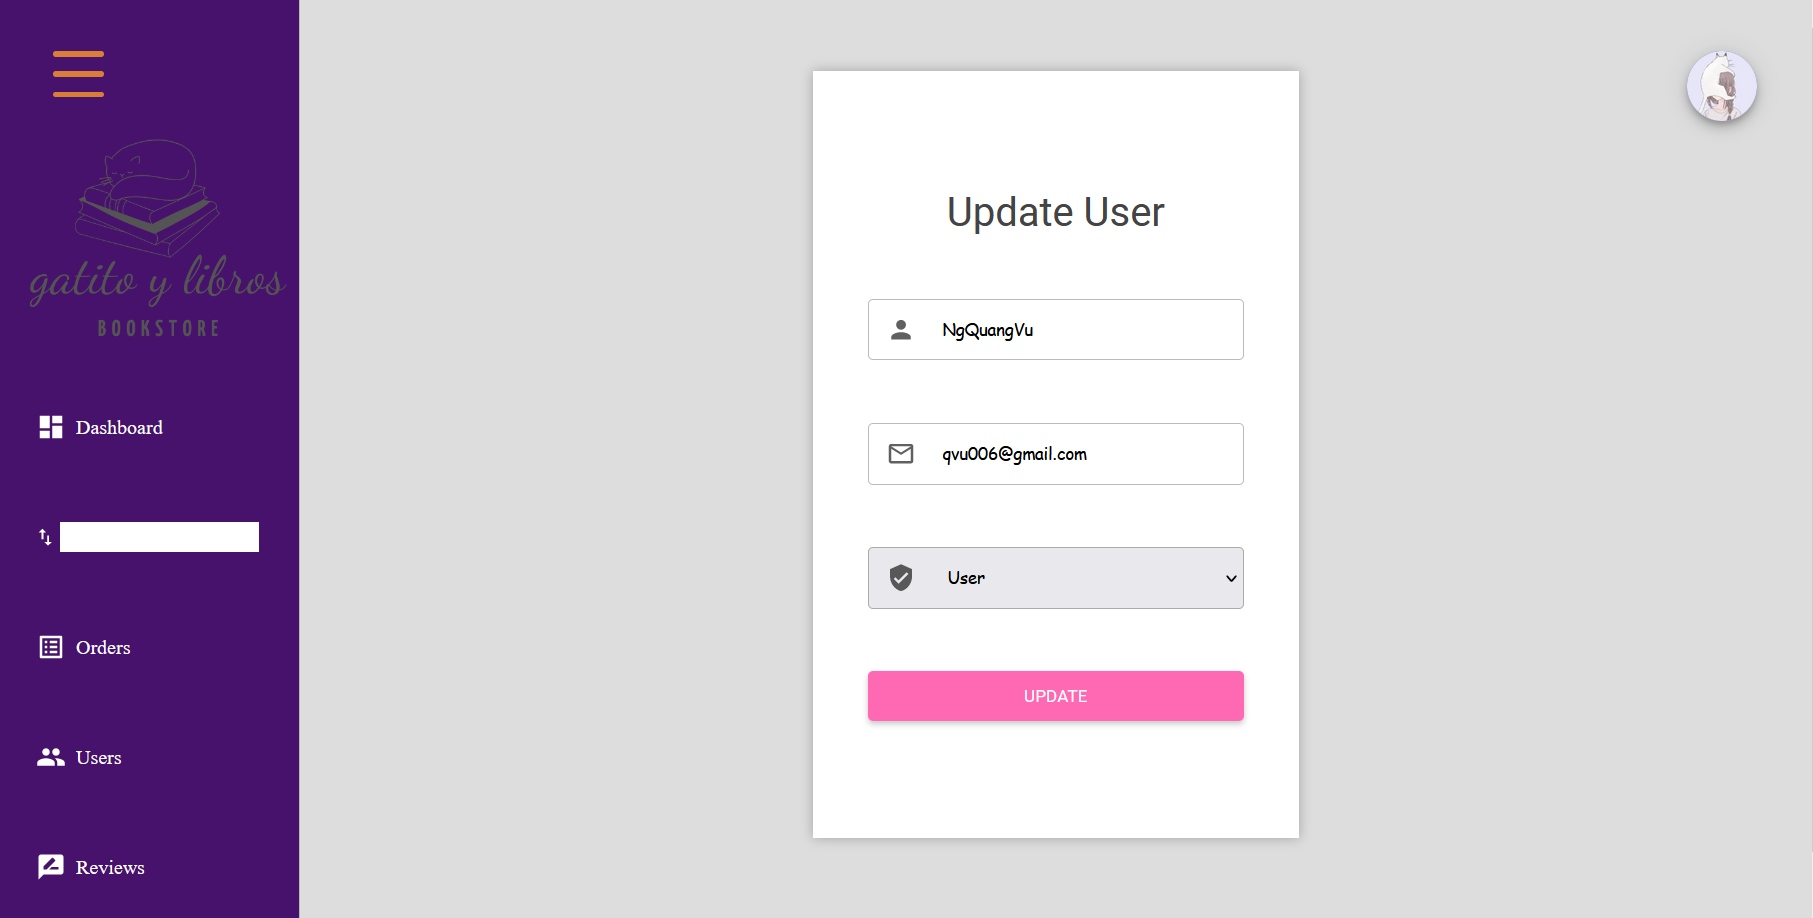 gatito y libros
BOOKSTORE
Dashboard
Orders
Users
Reviews
Update User
NgQuangVu
qvu006@gmail.com
User
UPDATE